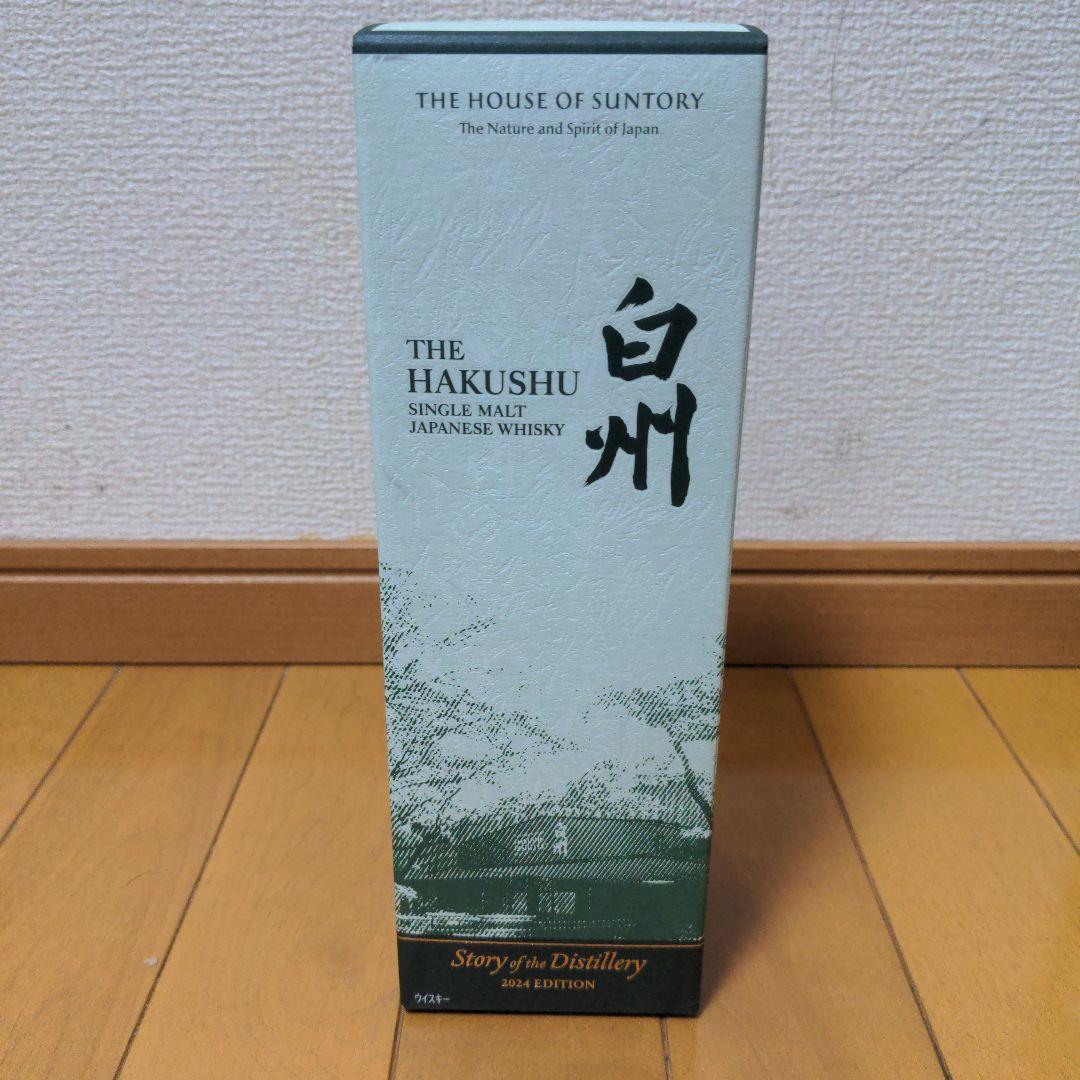 THE HOUSE OF SUNTORY
The Nature and Spirit of Japan
白州
THE
HAKUSHU
SINGLE MALT
JAPANESE WHISKY
Story of the Distillery
2024 EDITION
ウイスキー